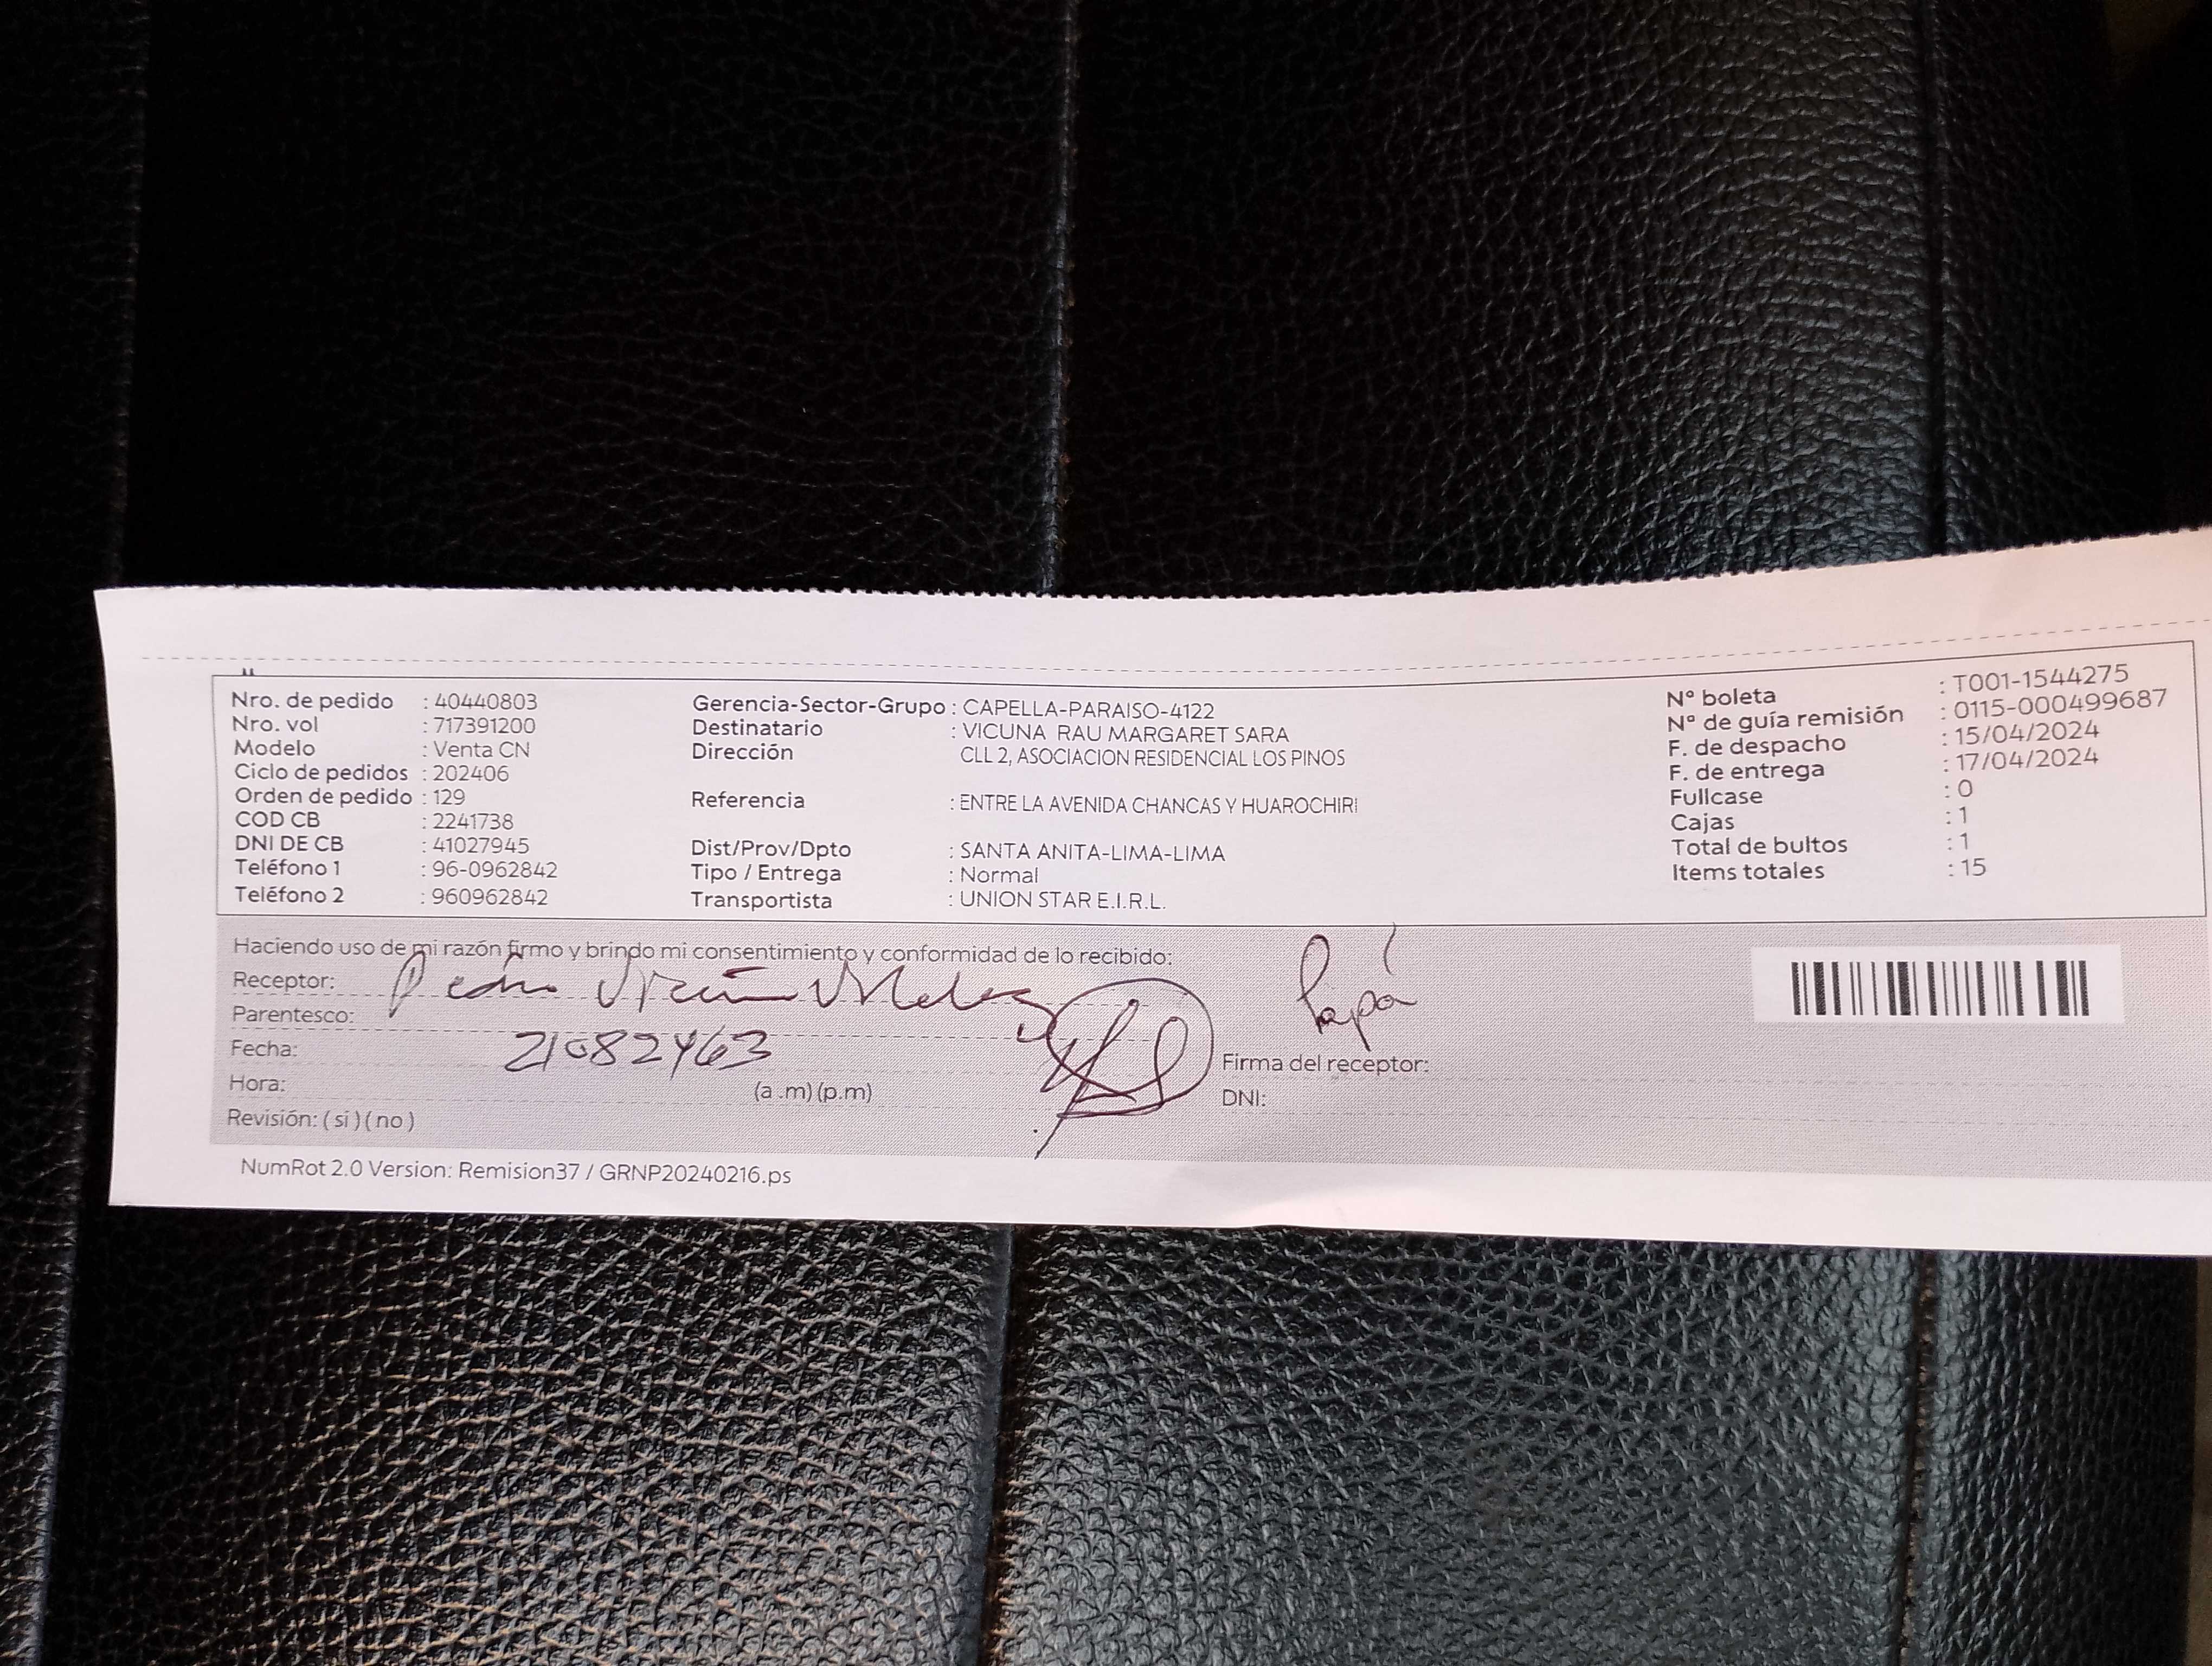 Nro. de pedido : 40440803
Nro. vol : 717391200
Modelo : Venta CN
Ciclo de pedidos : 202406
Orden de pedido : 129
COD CB : 2241738
DNI DE CB : 41027945
Teléfono 1 : 96-0962842
Teléfono 2 : 960962842
Gerencia-Sector-Grupo : CAPELLA-PARAISO-4122
Destinatario : VICUNA RAU MARGARET SARA
Dirección CLL 2, ASOCIACION RESIDENCIAL LOS PINOS
Referencia : ENTRE LA AVENIDA CHANCAS Y HUAROCHIRI
Dist/Prov/Dpto : SANTA ANITA-LIMA-LIMA
Tipo / Entrega : Normal
Transportista : UNION STAR E.I.R.L.
Nº boleta : T001-1544275
Nº de guía remisión : 0115-000499687
F. de despacho : 15/04/2024
F. de entrega : 17/04/2024
Fullcase : 0
Cajas : 1
Total de bultos : 1
Items totales : 15
Haciendo uso de mi razón firmo y brindo mi consentimiento y conformidad de lo recibido:
Receptor: Pedro
Parentesco:
Fecha: 21082463
Hora: (a .m) (p.m)
Revisión: ( si ) ( no )
Papá
Firma del receptor:
DNI:
NumRot 2.0 Version: Remision37 / GRNP20240216.ps